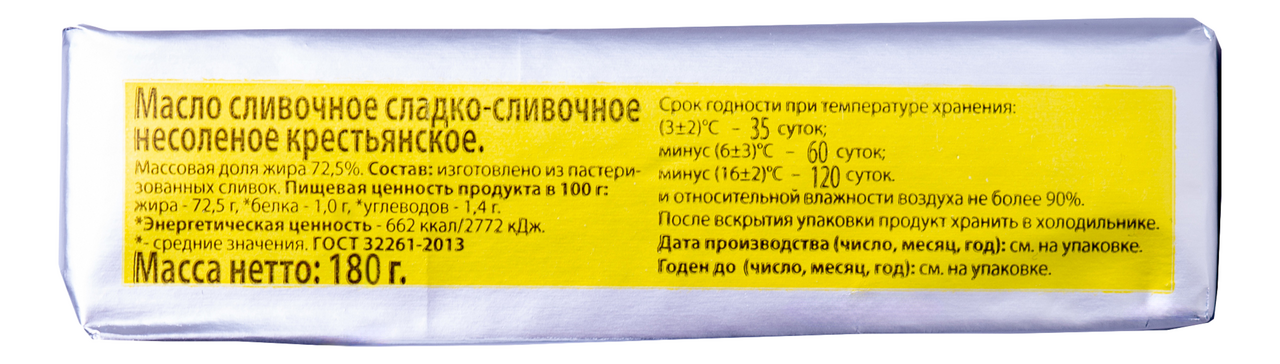 Масло сливочное сладко-сливочное
несоленое крестьянское.
Массовая доля жира 72,5%. Состав: изготовлено из пастери-
зованных сливок. Пищевая ценность продукта в 100 г:
жира - 72,5 г, *белка - 1,0 г, *углеводов - 1,4 г.
*Энергетическая ценность - 662 ккал/2772 кДж.
*- средние значения. ГОСТ 32261-2013
Масса нетто: 180 г.
Срок годности при температуре хранения:
(3±2)°С - 35 суток;
минус (6±3)°С - 60 суток;
минус (16±2)°С - 120 суток.
и относительной влажности воздуха не более 90%.
После вскрытия упаковки продукт хранить в холодильнике.
Дата производства (число, месяц, год): см. на упаковке.
Годен до (число, месяц, год): см. на упаковке.